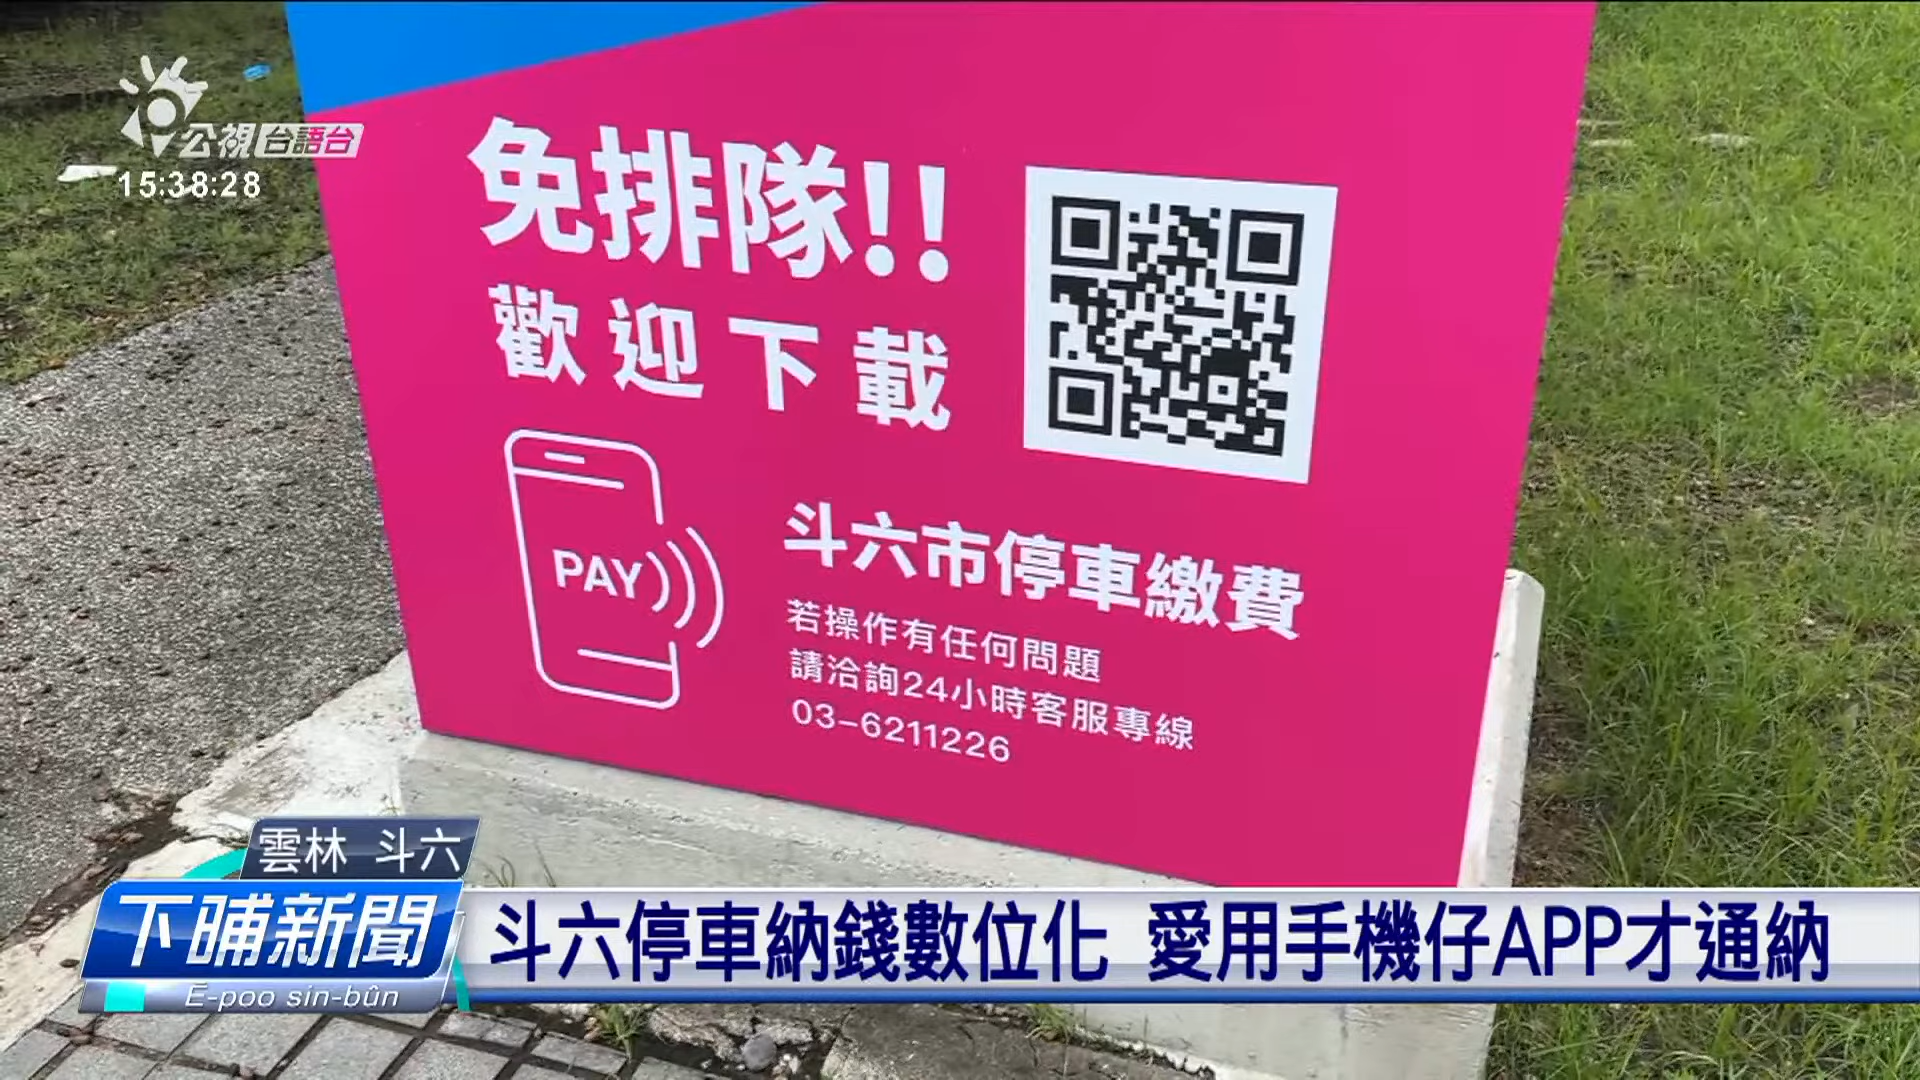 公視台語台
15:38:28
免排隊!!
歡迎下載
PAY
斗六市停車繳費
若操作有任何問題
請洽詢24小時客服專線
03-6211226
雲林 斗六
下晡新聞
Ē-poo sin-bûn
斗六停車納錢數位化 愛用手機仔APP才通納